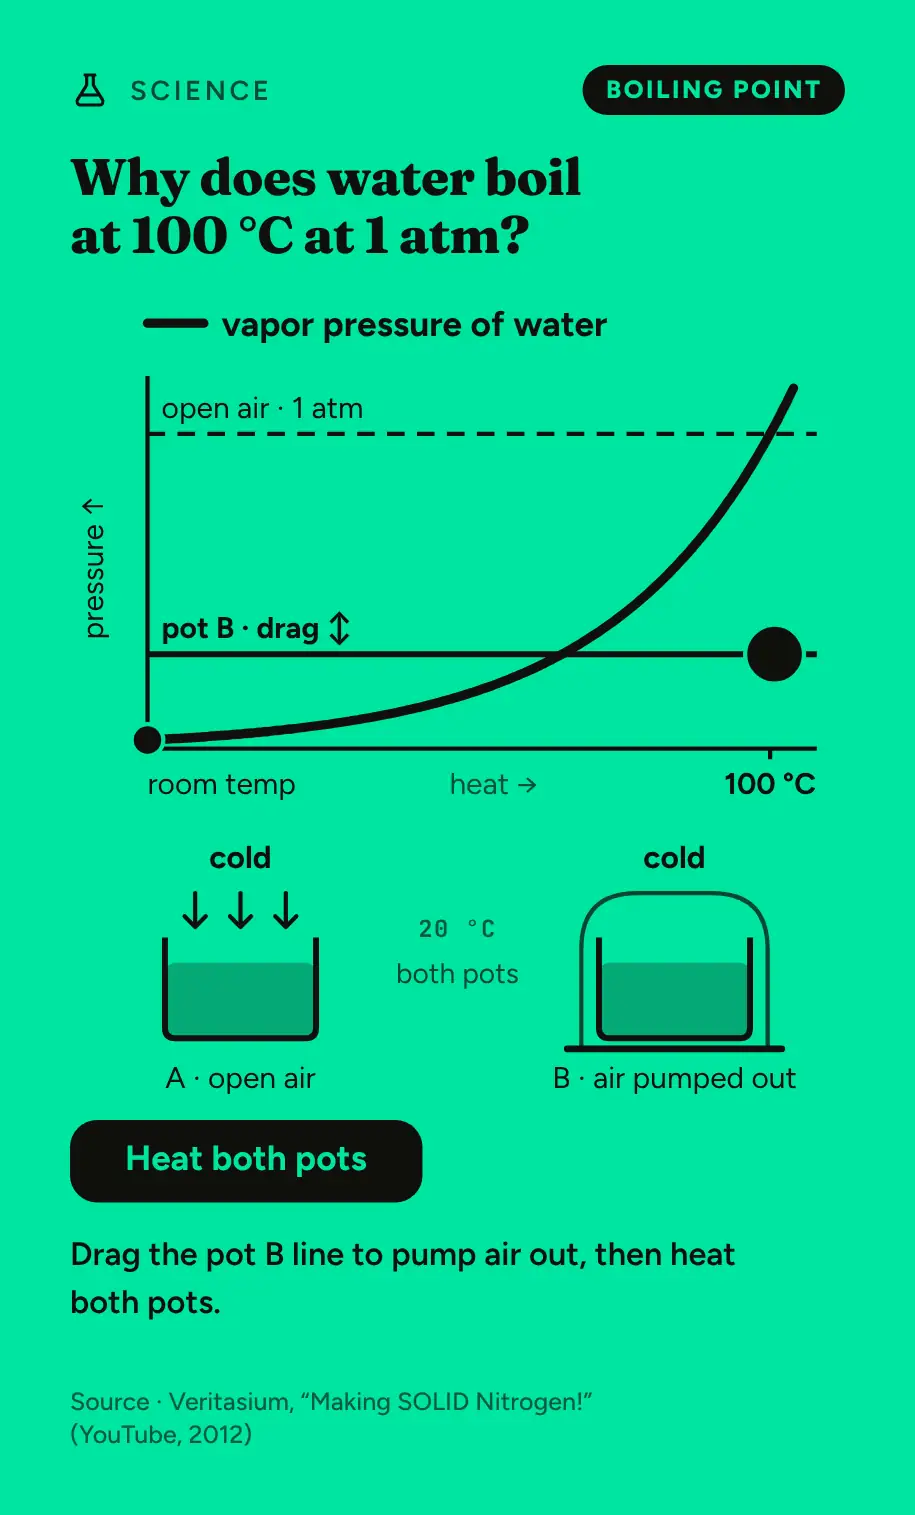 SCIENCE
BOILING POINT
Why does water boil
at 100 °C at 1 atm?
vapor pressure of water
open air · 1 atm
pressure ↑
pot B · drag ↕
room temp
heat →
100 °C
cold
cold
20 °C
both pots
A · open air
B · air pumped out
Heat both pots
Drag the pot B line to pump air out, then heat
both pots.
Source · Veritasium, “Making SOLID Nitrogen!”
(YouTube, 2012)